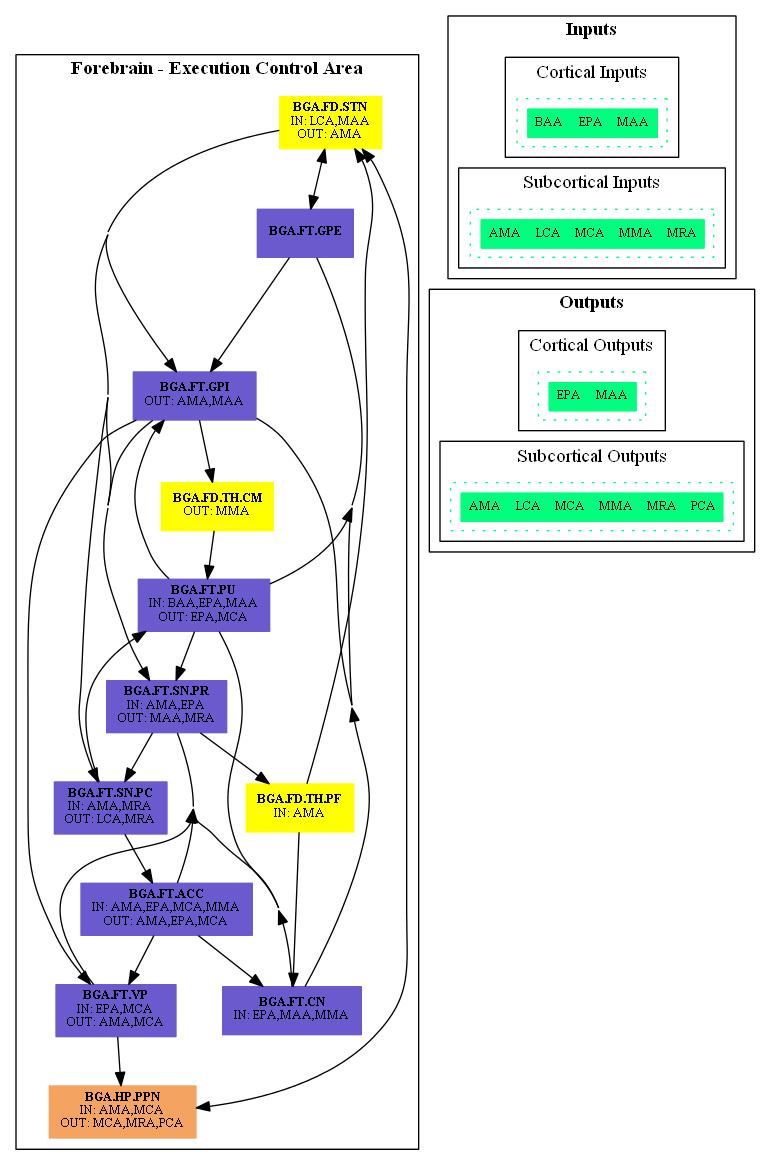 Forebrain - Execution Control Area
BGA.FD.STN
IN: LCA,MAA
OUT: AMA
BGA.FT.GPE
BGA.FT.GPI
OUT: AMA,MAA
BGA.FD.TH.CM
OUT: MMA
BGA.FT.PU
IN: BAA,EPA,MAA
OUT: EPA,MCA
BGA.FT.SN.PR
IN: AMA,EPA
OUT: MAA,MRA
BGA.FT.SN.PC
IN: AMA,MRA
OUT: LCA,MRA
BGA.FD.TH.PF
IN: AMA
BGA.FT.ACC
IN: AMA,EPA,MCA,MMA
OUT: AMA,EPA,MCA
BGA.FT.VP
IN: EPA,MCA
OUT: AMA,MCA
BGA.FT.CN
IN: EPA,MAA,MMA
BGA.HP.PPN
IN: AMA,MCA
OUT: MCA,MRA,PCA
Inputs
Cortical Inputs
BAA EPA MAA
Subcortical Inputs
AMA LCA MCA MMA MRA
Outputs
Cortical Outputs
EPA MAA
Subcortical Outputs
AMA LCA MCA MMA MRA PCA